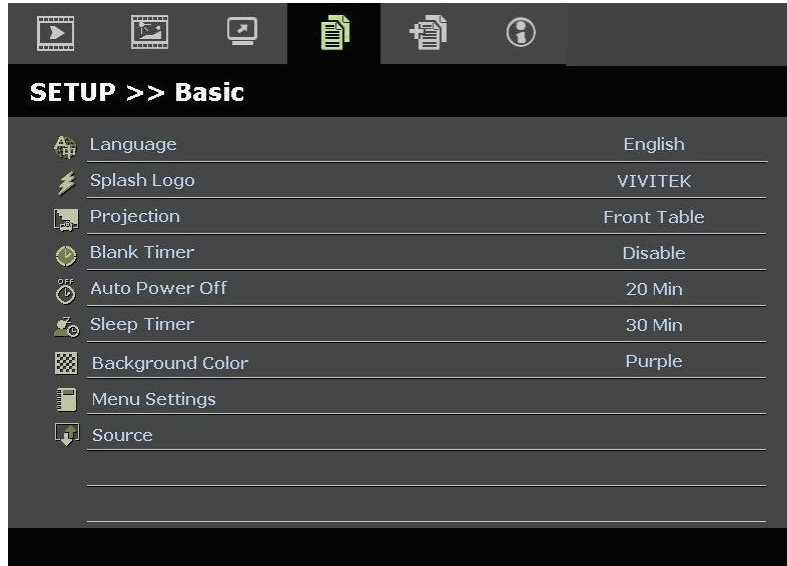 SETUP >> Basic
Language English
Splash Logo VIVITEK
Projection Front Table
Blank Timer Disable
OFF
Auto Power Off 20 Min
Sleep Timer 30 Min
Background Color Purple
Menu Settings
Source